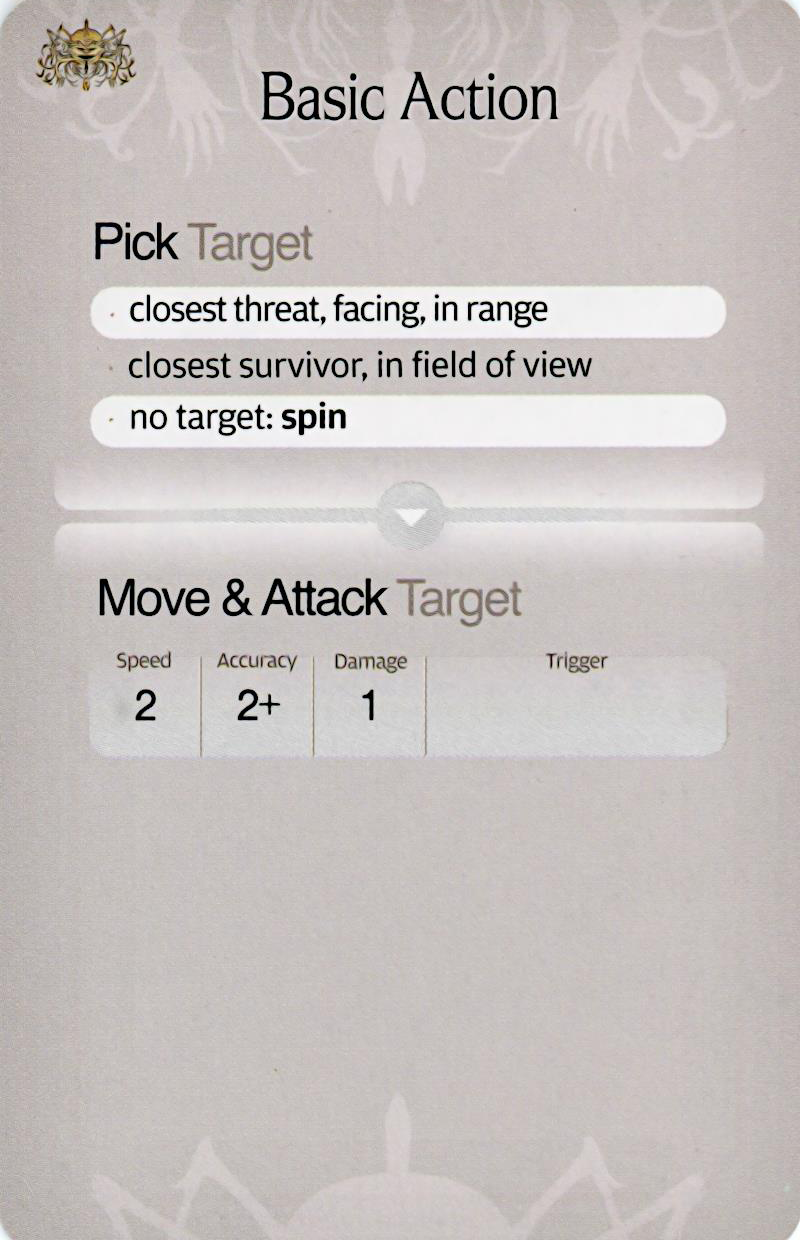 Basic Action
Pick Target
· closest threat, facing, in range
· closest survivor, in field of view
· no target: spin
Move & Attack Target
Speed Accuracy Damage Trigger
2 2+ 1